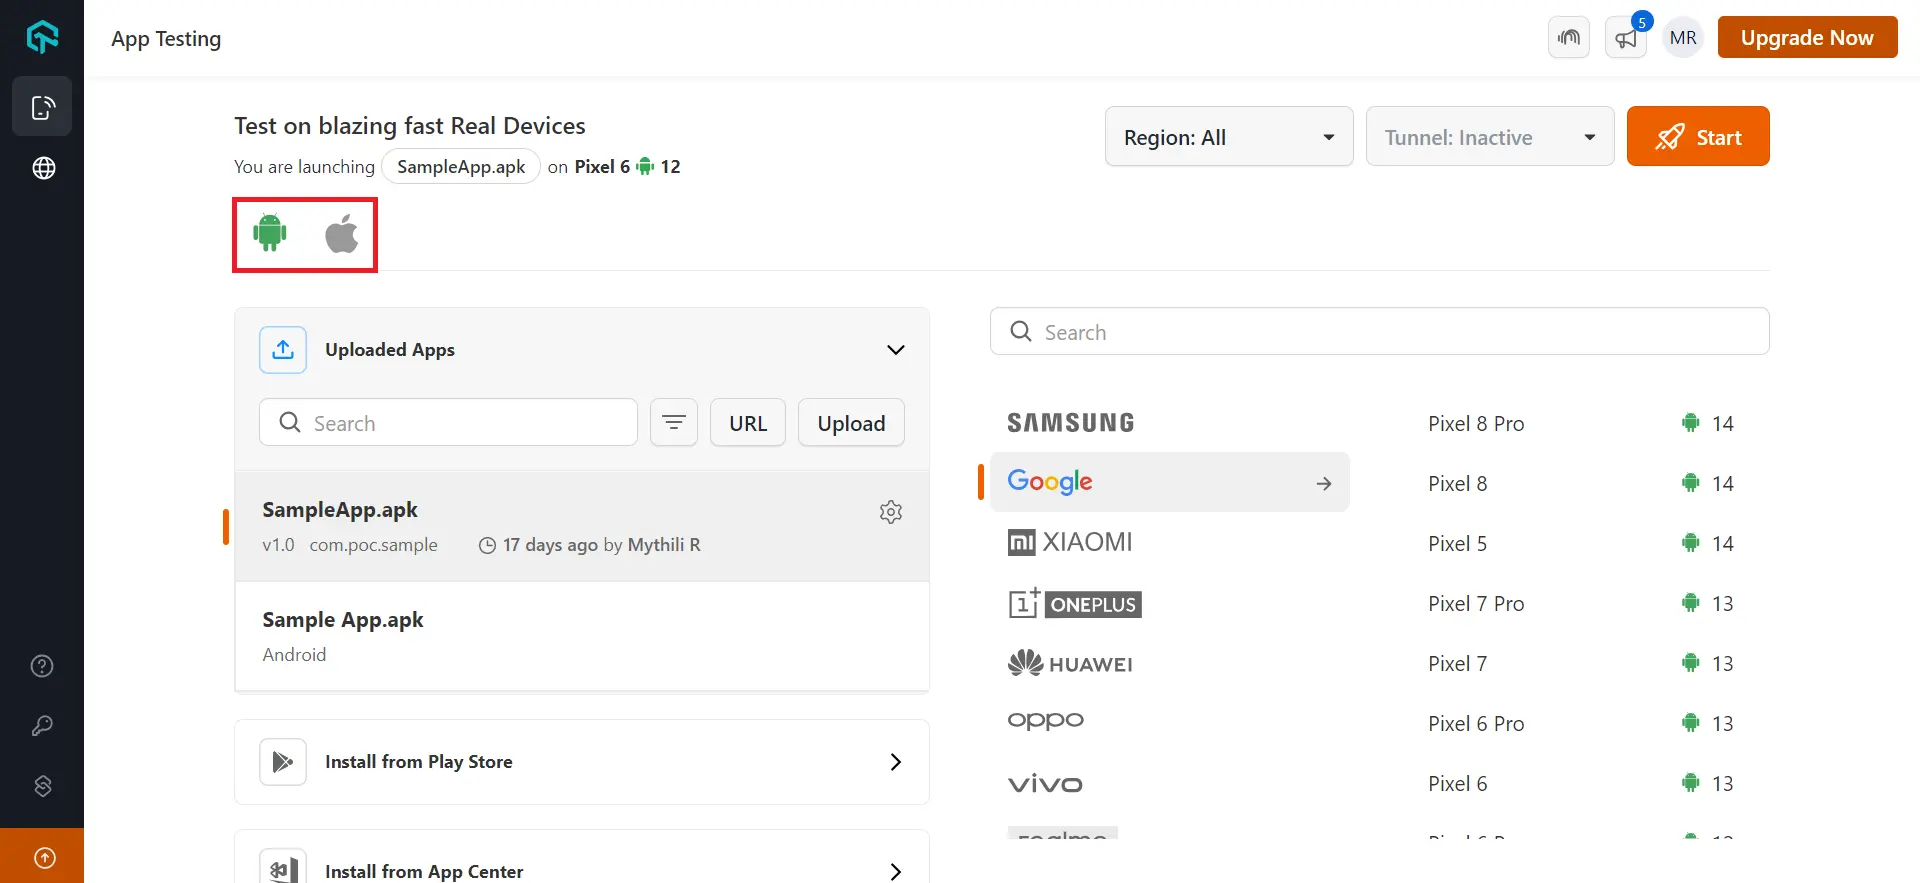 App Testing
5
MR
Upgrade Now
Test on blazing fast Real Devices
You are launching SampleApp.apk on Pixel 6 12
Region: All
Tunnel: Inactive
Start
Uploaded Apps
Search
URL
Upload
SampleApp.apk
v1.0 com.poc.sample 17 days ago by Mythili R
Sample App.apk
Android
Install from Play Store
Install from App Center
Search
SAMSUNG
Google
XIAOMI
ONEPLUS
HUAWEI
oppo
vivo
realme
Pixel 8 Pro 14
Pixel 8 14
Pixel 5 14
Pixel 7 Pro 13
Pixel 7 13
Pixel 6 Pro 13
Pixel 6 13